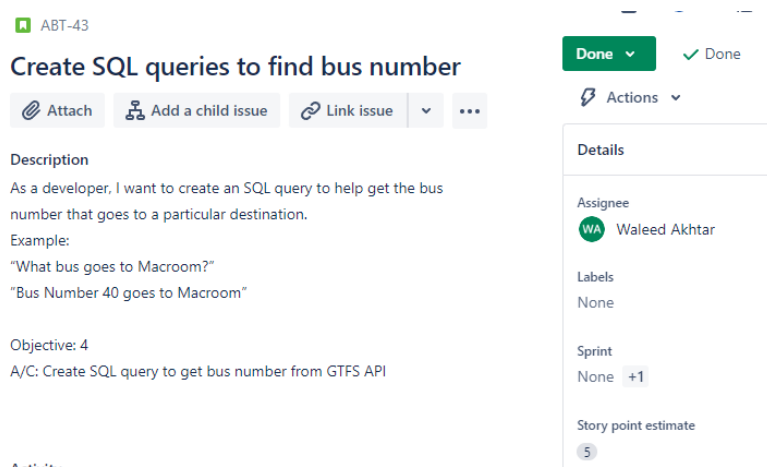 ABT-43
Create SQL queries to find bus number
Attach
Add a child issue
Link issue
Description
As a developer, I want to create an SQL query to help get the bus
number that goes to a particular destination.
Example:
“What bus goes to Macroom?”
“Bus Number 40 goes to Macroom”
Objective: 4
A/C: Create SQL query to get bus number from GTFS API
Done
Done
Actions
Details
Assignee
WA Waleed Akhtar
Labels
None
Sprint
None +1
Story point estimate
5